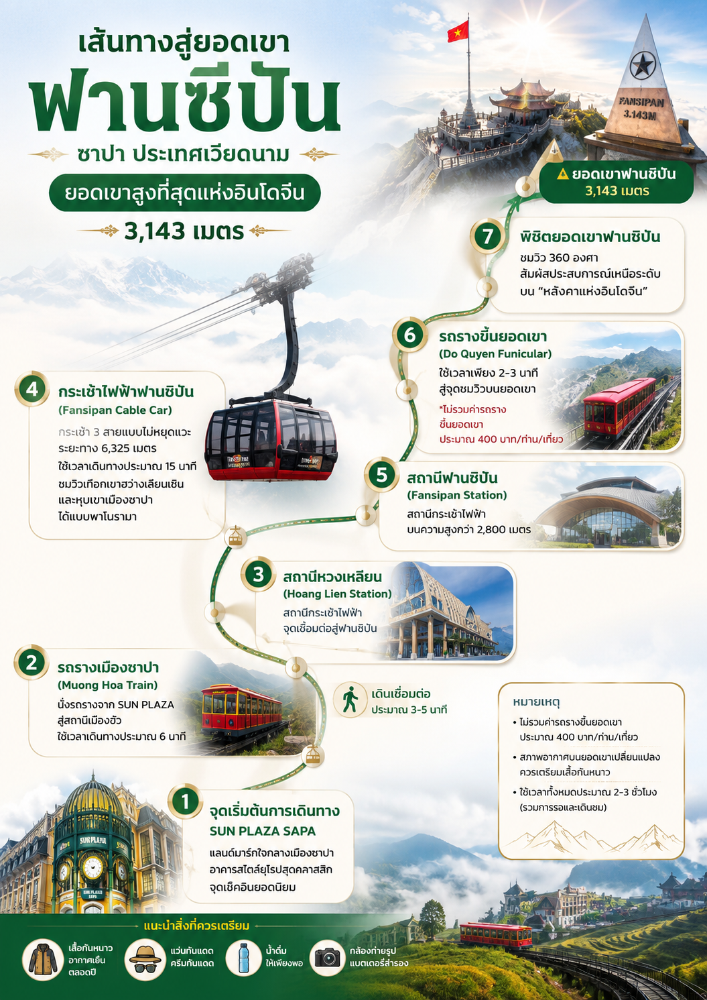 เส้นทางสู่ยอดเขา
ฟานซีปัน
ซาปา ประเทศเวียดนาม
ยอดเขาสูงที่สุดแห่งอินโดจีน
3,143 เมตร
FANSIPAN
3.143M
ยอดเขาฟานซีปัน
3,143 เมตร
7
พิชิตยอดเขาฟานซิปัน
ชมวิว 360 องศา
สัมผัสประสบการณ์เหนือระดับ
บน “หลังคาแห่งอินโดจีน”
6
รถรางขึ้นยอดเขา
(Do Quyen Funicular)
ใช้เวลาเพียง 2-3 นาที
สู่จุดชมวิวบนยอดเขา
*ไม่รวมค่ารถราง
ขึ้นยอดเขา
ประมาณ 400 บาท/ท่าน/เที่ยว
4
กระเช้าไฟฟ้าฟานซิปัน
(Fansipan Cable Car)
กระเช้า 3 สายแบบไม่หยุดแวะ
ระยะทาง 6,325 เมตร
ใช้เวลาเดินทางประมาณ 15 นาที
ชมวิวเทือกเขาฮว่างเลียนเซิน
และหุบเขาเมืองซาปา
ได้แบบพาโนรามา
5
สถานีฟานซิปัน
(Fansipan Station)
สถานีกระเช้าไฟฟ้า
บนความสูงกว่า 2,800 เมตร
3
สถานีหวงเหลียน
(Hoang Lien Station)
สถานีกระเช้าไฟฟ้า
จุดเชื่อมต่อสู่ฟานซิปัน
2
รถรางเมืองซาปา
(Muong Hoa Train)
นั่งรถรางจาก SUN PLAZA
สู่สถานีเมืองฮัว
ใช้เวลาเดินทางประมาณ 6 นาที
เดินเชื่อมต่อ
ประมาณ 3-5 นาที
หมายเหตุ
• ไม่รวมค่ารถรางขึ้นยอดเขา
ประมาณ 400 บาท/ท่าน/เที่ยว
• สภาพอากาศบนยอดเขาเปลี่ยนแปลง
ควรเตรียมเสื้อกันหนาว
• ใช้เวลาทั้งหมดประมาณ 2-3 ชั่วโมง
(รวมการรอและเดินชม)
1
จุดเริ่มต้นการเดินทาง
SUN PLAZA SAPA
แลนด์มาร์กใจกลางเมืองซาปา
อาคารสไตล์ยุโรปสุดคลาสสิก
จุดเช็คอินยอดนิยม
SUN PLAZA
แนะนำสิ่งที่ควรเตรียม
เสื้อกันหนาว
อากาศเย็น
ตลอดปี
แว่นกันแดด
ครีมกันแดด
น้ำดื่ม
ให้เพียงพอ
กล้องถ่ายรูป
แบตเตอรี่สำรอง